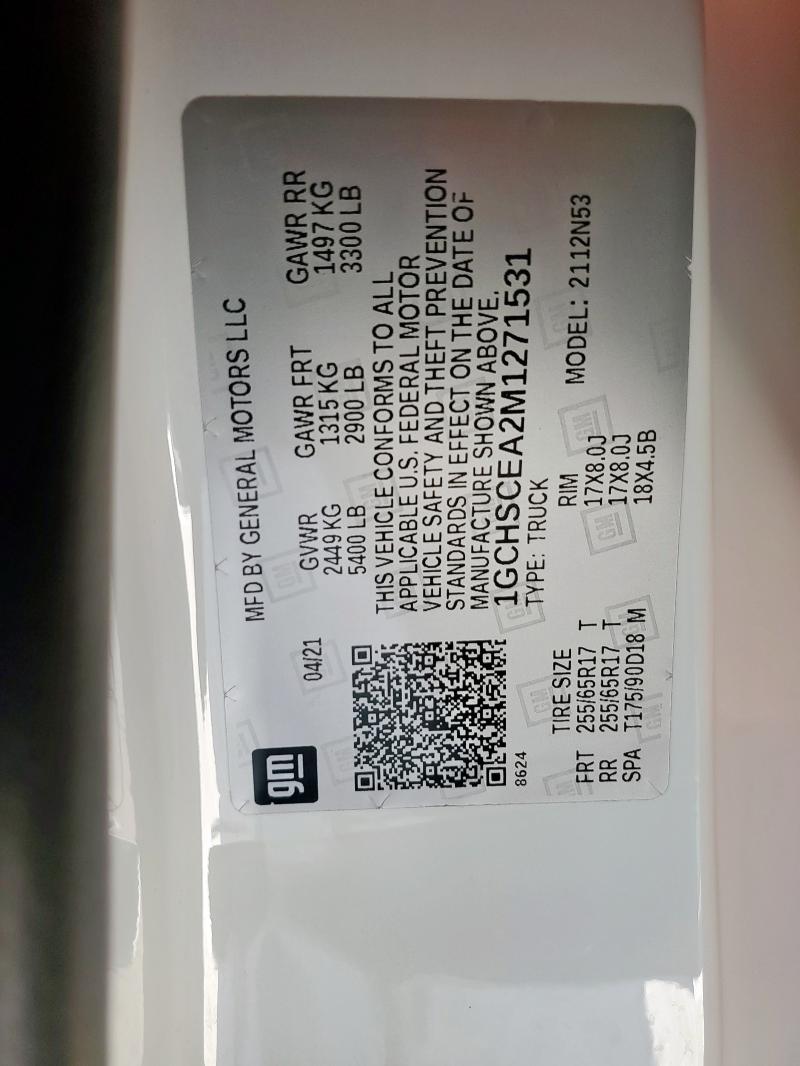 gm
MFD BY GENERAL MOTORS LLC
04/21
GVWR GAWR FRT GAWR RR
2449 KG 1315 KG 1497 KG
5400 LB 2900 LB 3300 LB
THIS VEHICLE CONFORMS TO ALL
APPLICABLE U.S. FEDERAL MOTOR
VEHICLE SAFETY AND THEFT PREVENTION
STANDARDS IN EFFECT ON THE DATE OF
MANUFACTURE SHOWN ABOVE.
1GCHSCEA2M1271531
8624
TYPE: TRUCK
MODEL: 2112N53
TIRE SIZE RIM
FRT 255/65R17 T 17X8.0J
RR 255/65R17 T 17X8.0J
SPA T175/90D18 M 18X4.5B